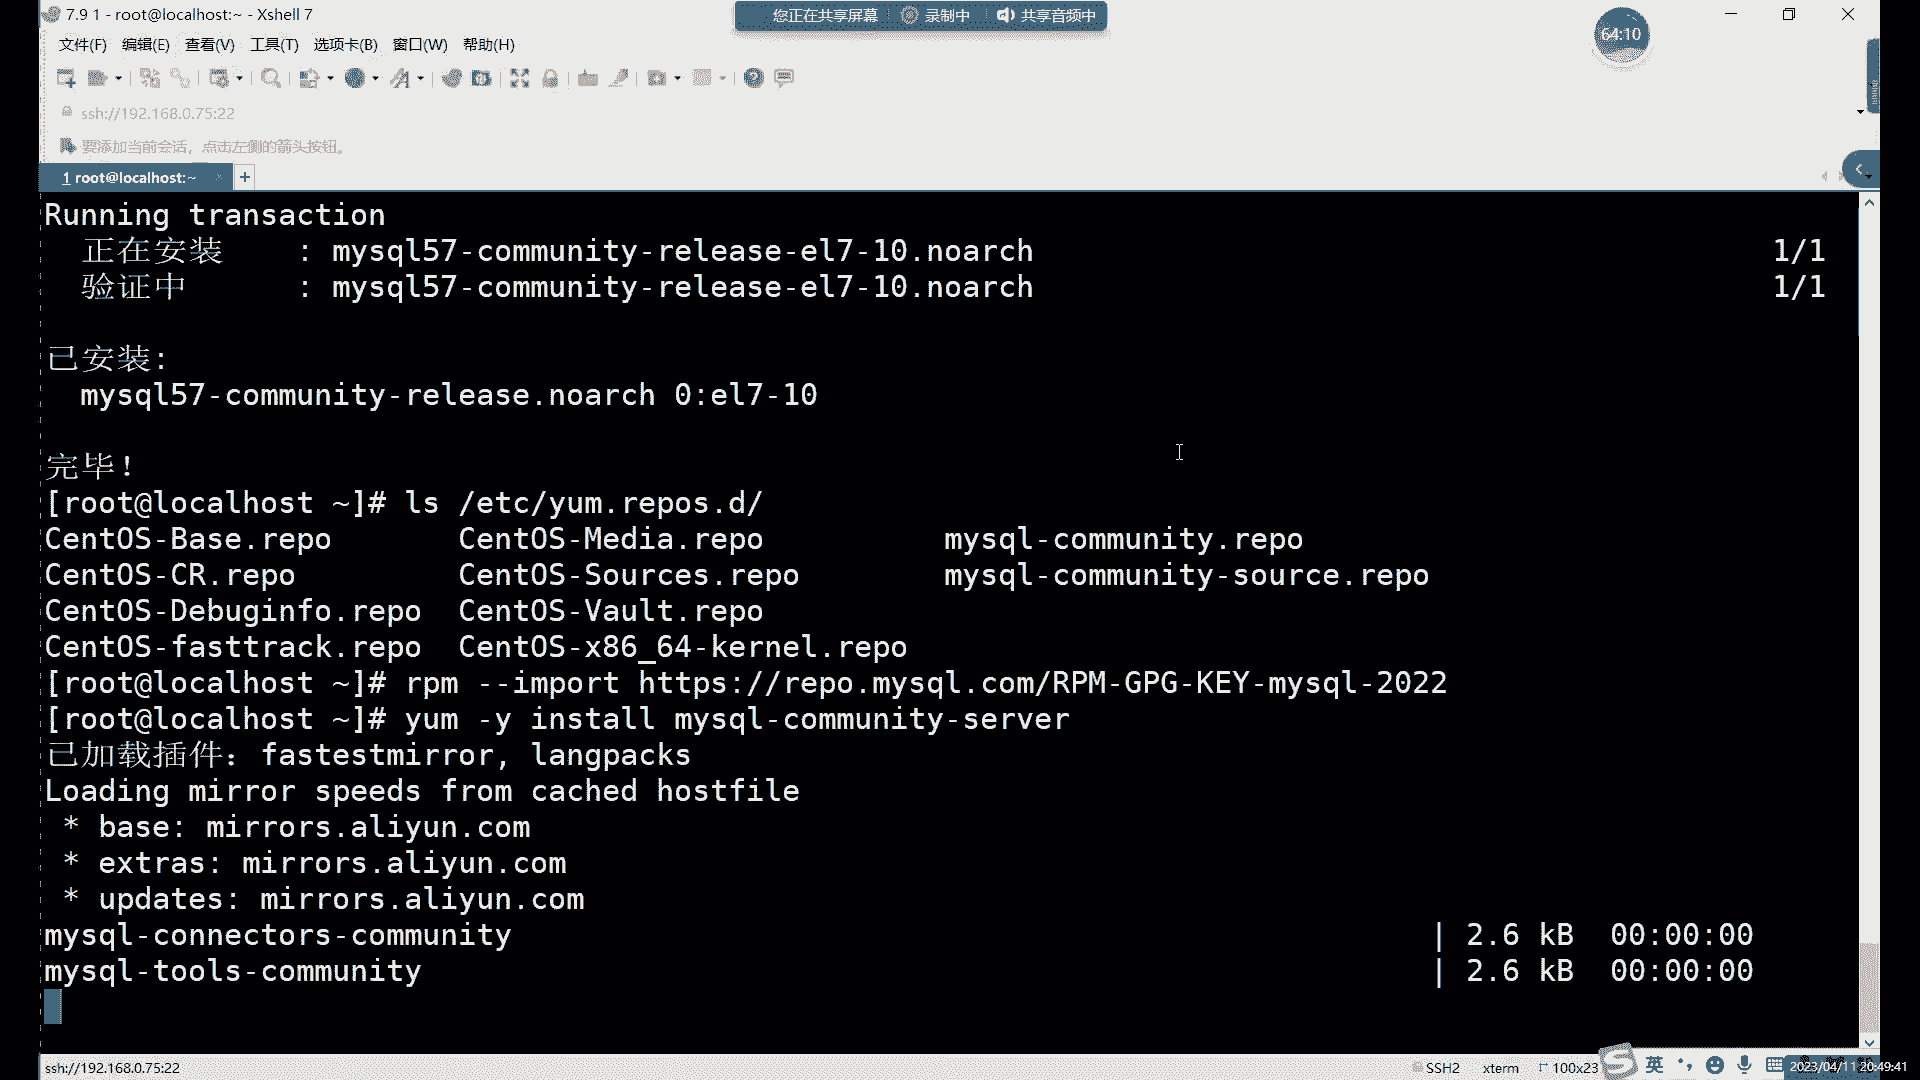 7.9 1 - root@localhost:~ - Xshell 7
您正在共享屏幕 录制中 共享音频中
64:10
文件(F) 编辑(E) 查看(V) 工具(T) 选项卡(B) 窗口(W) 帮助(H)
ssh://192.168.0.75:22
要添加当前会话，点击左侧的箭头按钮。
1 root@localhost:~ × +
Running transaction
正在安装    : mysql57-community-release-el7-10.noarch 1/1
验证中      : mysql57-community-release-el7-10.noarch 1/1
已安装:
mysql57-community-release.noarch 0:el7-10
完毕！
[root@localhost ~]# ls /etc/yum.repos.d/
CentOS-Base.repo CentOS-Media.repo mysql-community.repo
CentOS-CR.repo CentOS-Sources.repo mysql-community-source.repo
CentOS-Debuginfo.repo CentOS-Vault.repo
CentOS-fasttrack.repo CentOS-x86_64-kernel.repo
[root@localhost ~]# rpm --import https://repo.mysql.com/RPM-GPG-KEY-mysql-2022
[root@localhost ~]# yum -y install mysql-community-server
已加载插件：fastestmirror, langpacks
Loading mirror speeds from cached hostfile
* base: mirrors.aliyun.com
* extras: mirrors.aliyun.com
* updates: mirrors.aliyun.com
mysql-connectors-community | 2.6 kB 00:00:00
mysql-tools-community | 2.6 kB 00:00:00
ssh://192.168.0.75:22 SSH2 xterm 100x23 英 2023/04/11 20:49:41